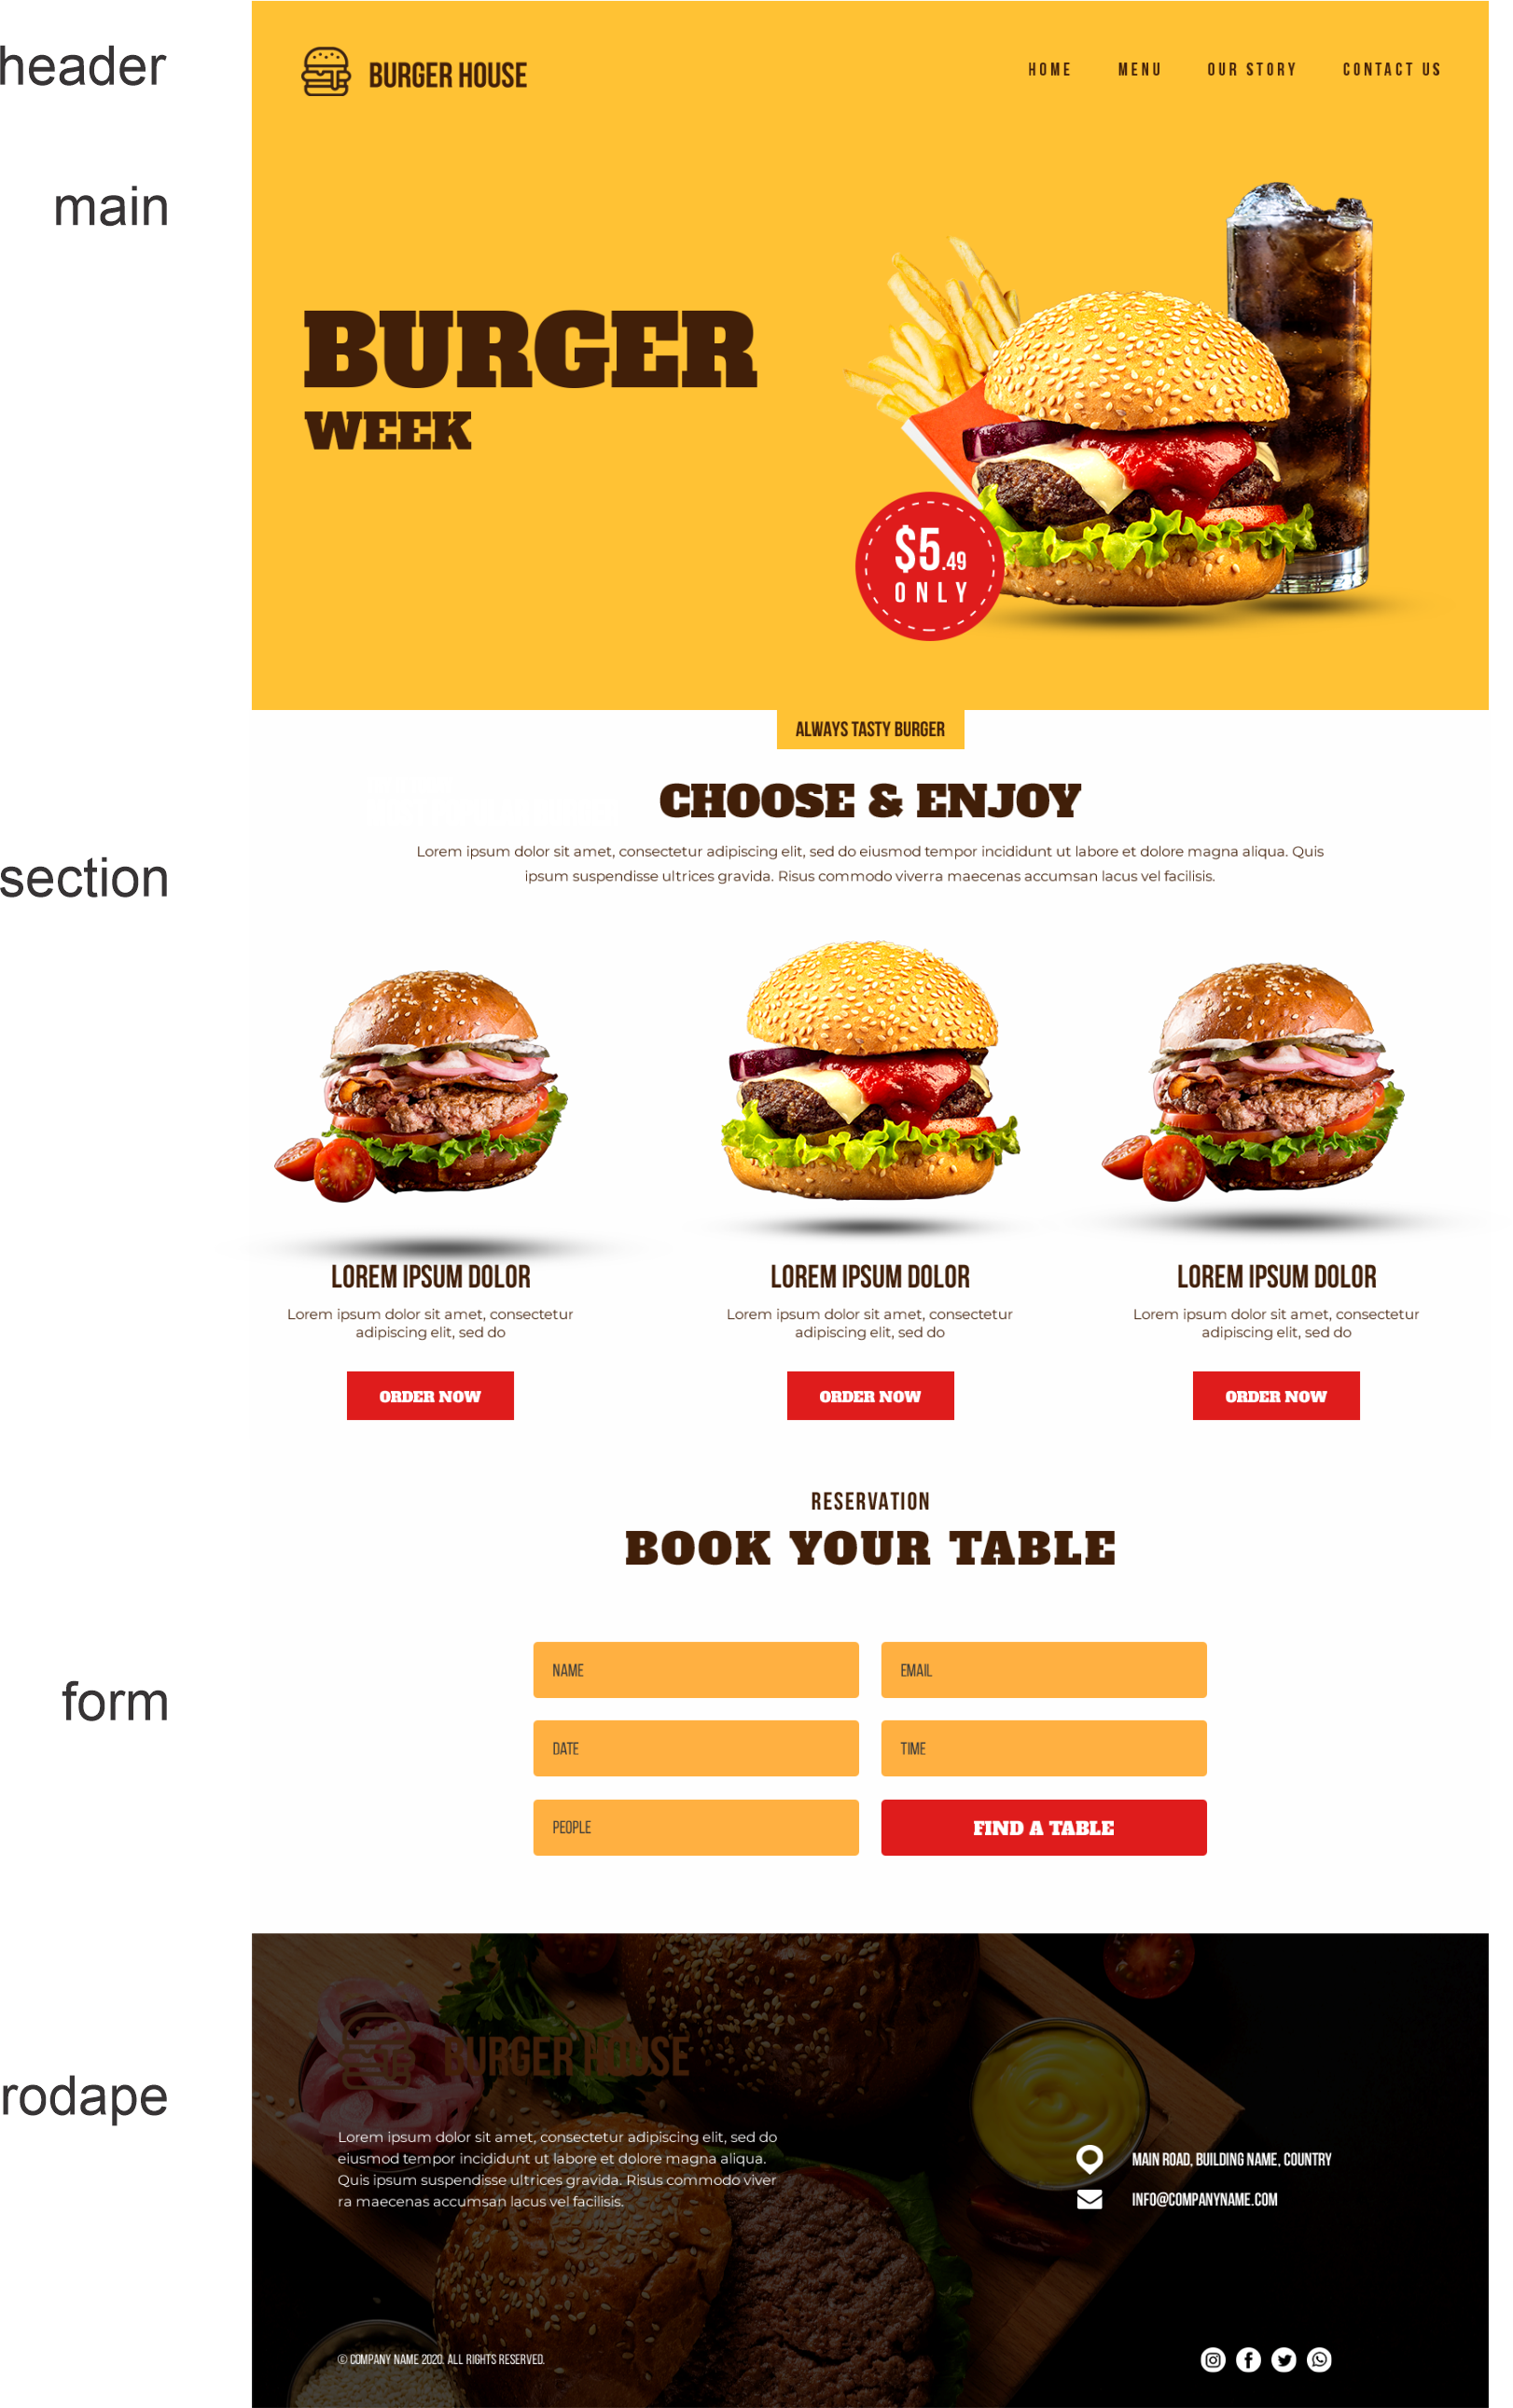 header
BURGER HOUSE
HOME MENU OUR STORY CONTACT US
main
BURGER
WEEK
$5.49
ONLY
ALWAYS TASTY BURGER
CHOOSE & ENJOY
section
Lorem ipsum dolor sit amet, consectetur adipiscing elit, sed do eiusmod tempor incididunt ut labore et dolore magna aliqua. Quis
ipsum suspendisse ultrices gravida. Risus commodo viverra maecenas accumsan lacus vel facilisis.
LOREM IPSUM DOLOR
Lorem ipsum dolor sit amet, consectetur
adipiscing elit, sed do
ORDER NOW
LOREM IPSUM DOLOR
Lorem ipsum dolor sit amet, consectetur
adipiscing elit, sed do
ORDER NOW
LOREM IPSUM DOLOR
Lorem ipsum dolor sit amet, consectetur
adipiscing elit, sed do
ORDER NOW
RESERVATION
BOOK YOUR TABLE
form
NAME
EMAIL
DATE
TIME
PEOPLE
FIND A TABLE
rodape
BURGER HOUSE
Lorem ipsum dolor sit amet, consectetur adipiscing elit, sed do
eiusmod tempor incididunt ut labore et dolore magna aliqua.
Quis ipsum suspendisse ultrices gravida. Risus commodo viver
ra maecenas accumsan lacus vel facilisis.
MAIN ROAD, BUILDING NAME, COUNTRY
INFO@COMPANYNAME.COM
© COMPANY NAME 2020. ALL RIGHTS RESERVED.